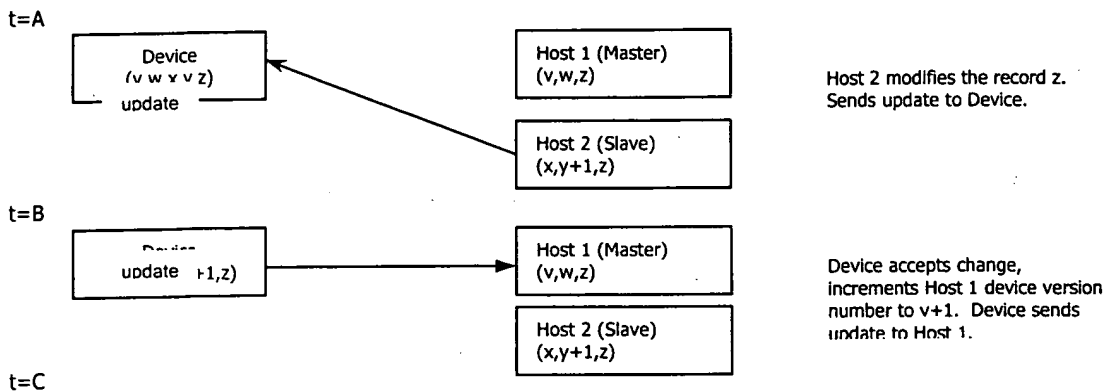 t=A
Device
(v,w,x,y,z)
update
Host 1 (Master)
(v,w,z)
Host 2 (Slave)
(x,y+1,z)
Host 2 modifies the record z.
Sends update to Device.
t=B
update +1,z)
Host 1 (Master)
(v,w,z)
Host 2 (Slave)
(x,y+1,z)
Device accepts change,
increments Host 1 device version
number to v+1. Device sends
update to Host 1.
t=C